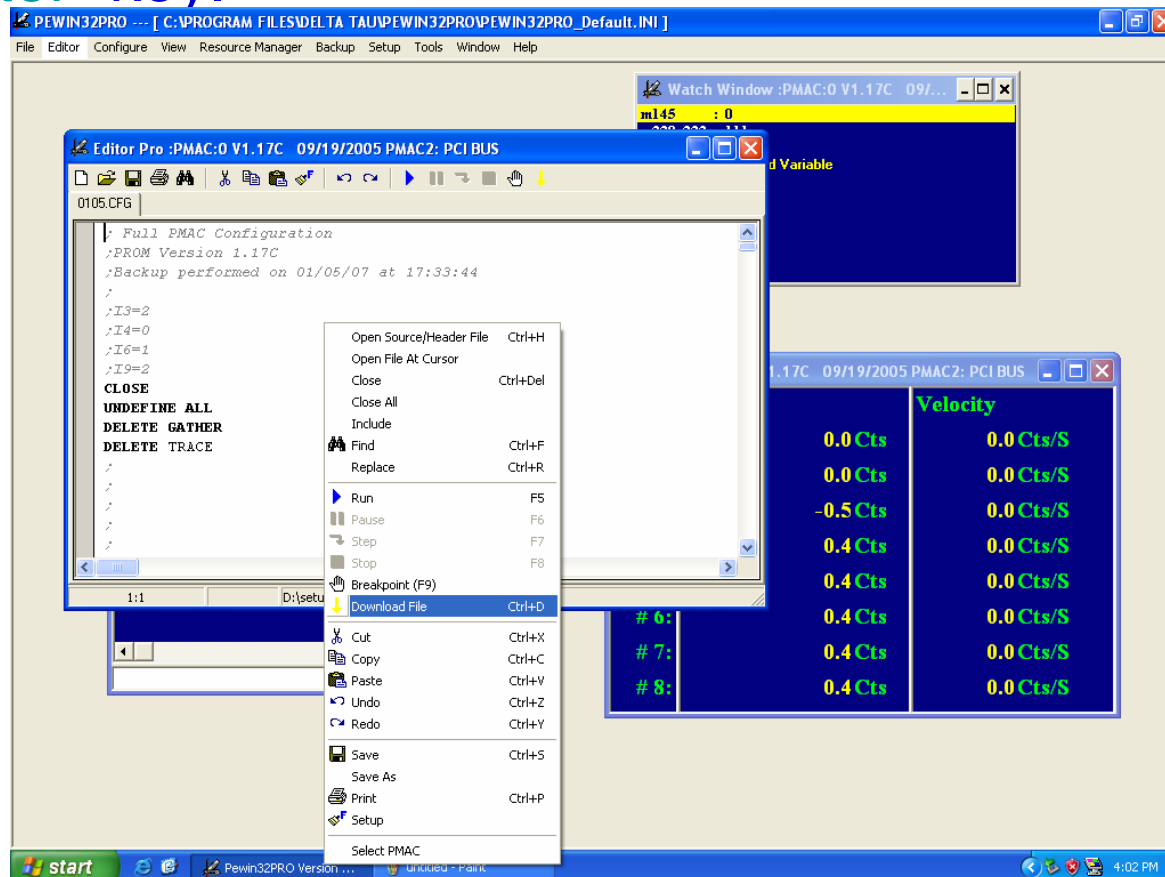 PEWIN32PRO --- [ C:\PROGRAM FILES\DELTA TAU\PEWIN32PRO\PEWIN32PRO_Default.INI ]
File Editor Configure View Resource Manager Backup Setup Tools Window Help
Watch Window :PMAC:0 V1.17C 09/...
m145 : 0
d Variable
Editor Pro :PMAC:0 V1.17C 09/19/2005 PMAC2: PCI BUS
0105.CFG
; Full PMAC Configuration
;PROM Version 1.17C
;Backup performed on 01/05/07 at 17:33:44
;
;I3=2
;I4=0
;I6=1
;I9=2
CLOSE
UNDEFINE ALL
DELETE GATHER
DELETE TRACE
;
;
;
;
;
1:1 D:\setu
Open Source/Header File Ctrl+H
Open File At Cursor
Close Ctrl+Del
Close All
Include
Find Ctrl+F
Replace Ctrl+R
Run F5
Pause F6
Step F7
Stop F8
Breakpoint (F9)
Download File Ctrl+D
Cut Ctrl+X
Copy Ctrl+C
Paste Ctrl+V
Undo Ctrl+Z
Redo Ctrl+Y
Save Ctrl+S
Save As
Print Ctrl+P
Setup
Select PMAC
1.17C 09/19/2005 PMAC2: PCI BUS
Velocity
0.0 Cts 0.0 Cts/S
0.0 Cts 0.0 Cts/S
-0.5 Cts 0.0 Cts/S
0.4 Cts 0.0 Cts/S
0.4 Cts 0.0 Cts/S
# 6: 0.4 Cts 0.0 Cts/S
# 7: 0.4 Cts 0.0 Cts/S
# 8: 0.4 Cts 0.0 Cts/S
start
Pewin32PRO Version ...
untitled - Paint
4:02 PM